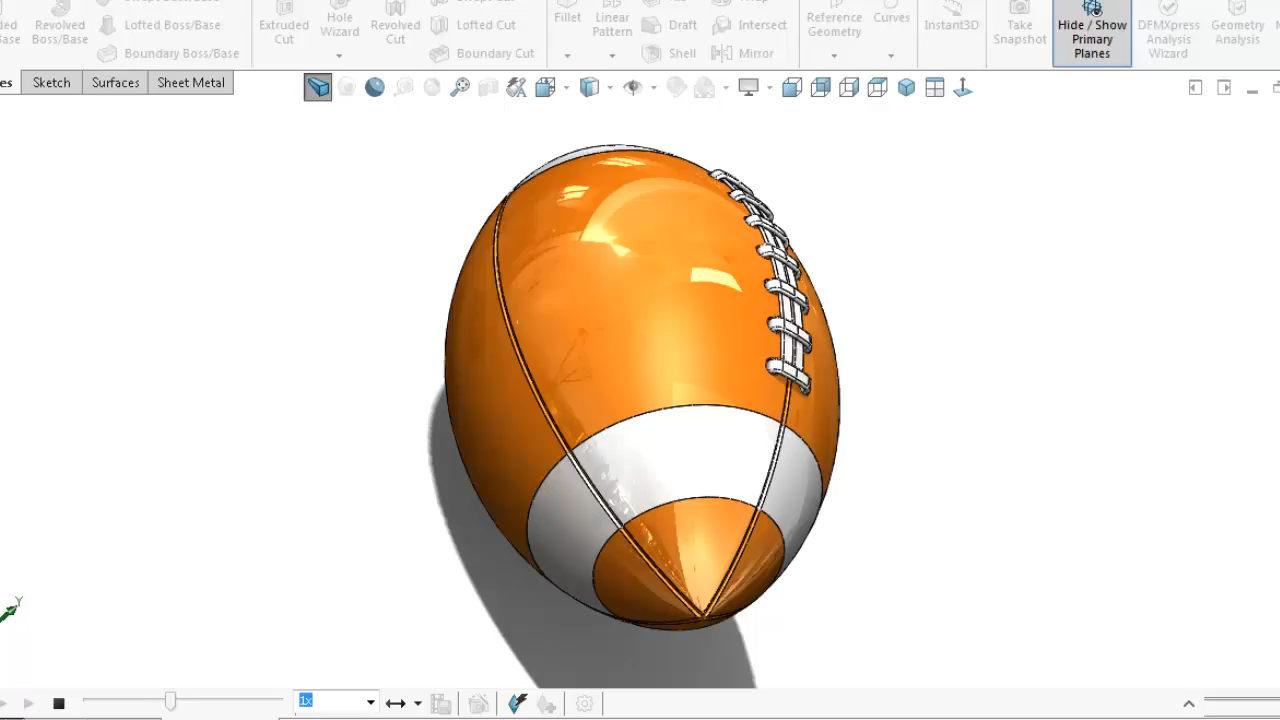 Revolved
Boss/Base
Lofted Boss/Base
Boundary Boss/Base
Extruded
Cut
Hole
Wizard
Revolved
Cut
Lofted Cut
Boundary Cut
Fillet
Linear
Pattern
Draft
Shell
Intersect
Mirror
Reference
Geometry
Curves
Instant3D
Take
Snapshot
Hide / Show
Primary
Planes
DFMXpress
Analysis
Wizard
Geometry
Analysis
Sketch
Surfaces
Sheet Metal
Y
1x